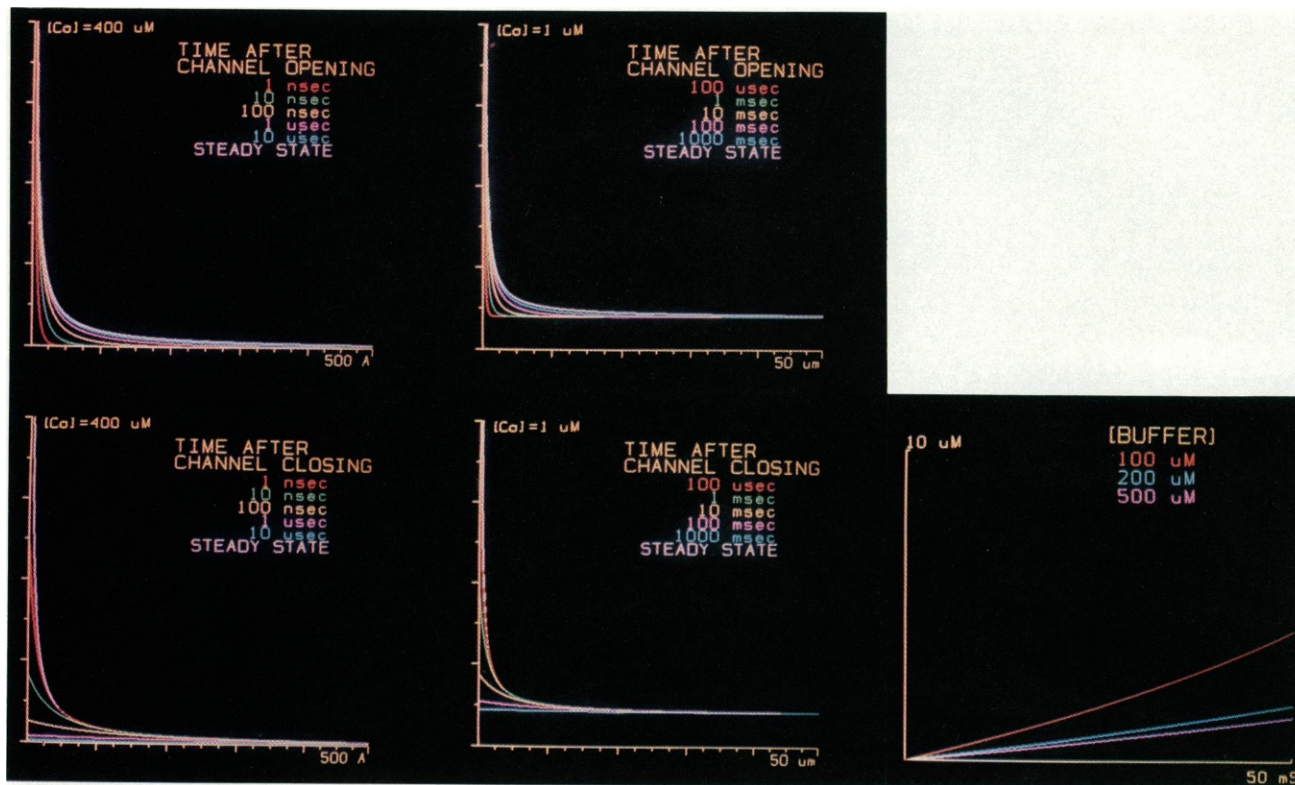 [Ca]=400 uM
TIME AFTER
CHANNEL OPENING
1 nsec
10 nsec
100 nsec
1 usec
10 usec
STEADY STATE
500 A
[Ca]=1 uM
TIME AFTER
CHANNEL OPENING
100 usec
1 msec
10 msec
100 msec
1000 msec
STEADY STATE
50 um
[Ca]=400 uM
TIME AFTER
CHANNEL CLOSING
1 nsec
10 nsec
100 nsec
1 usec
10 usec
STEADY STATE
500 A
[Ca]=1 uM
TIME AFTER
CHANNEL CLOSING
100 usec
1 msec
10 msec
100 msec
1000 msec
STEADY STATE
50 um
10 uM
[BUFFER]
100 uM
200 uM
500 uM
50 mS